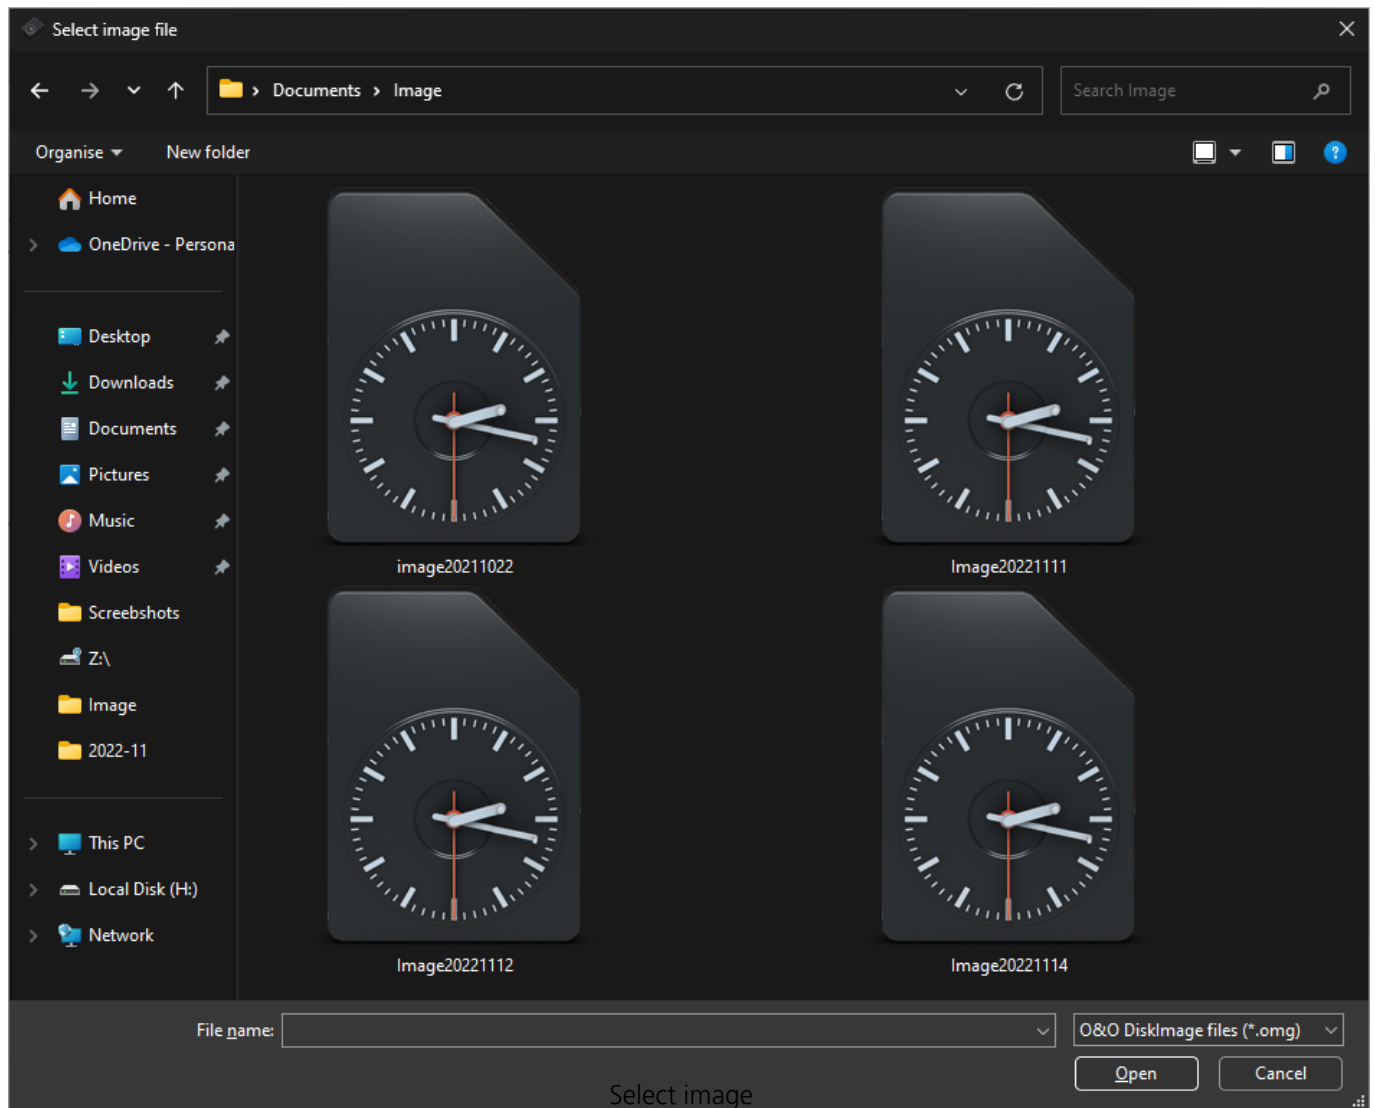 Select image file
Documents
Image
Search Image
Organise
New folder
Home
OneDrive - Persona
Desktop
Downloads
Documents
Pictures
Music
Videos
Screebshots
Z:\
Image
2022-11
This PC
Local Disk (H:)
Network
image20211022
Image20221111
Image20221112
Image20221114
File name:
O&O DiskImage files (*.omg)
Open
Cancel
Select image